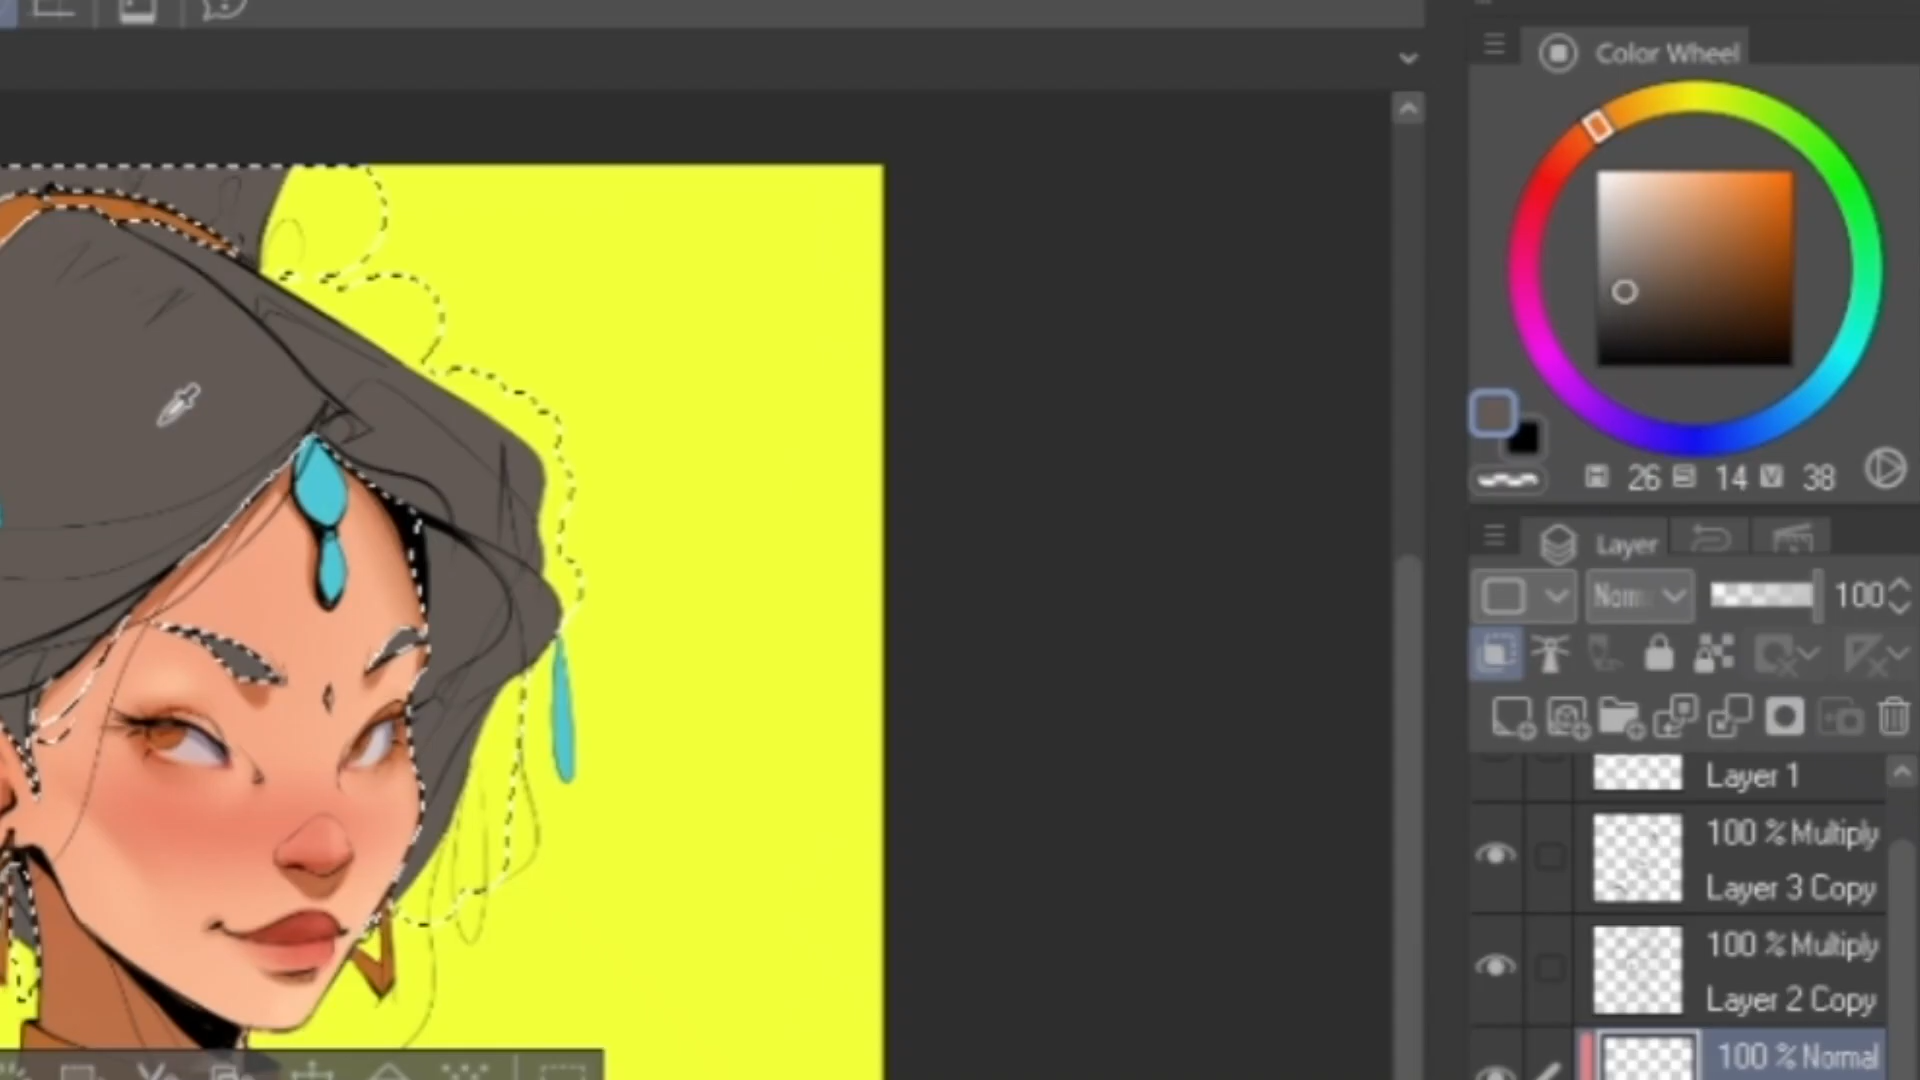 Color Wheel
26 14 38
Layer
Norm 100
Layer 1
100 % Multiply
Layer 3 Copy
100 % Multiply
Layer 2 Copy
100 % Normal